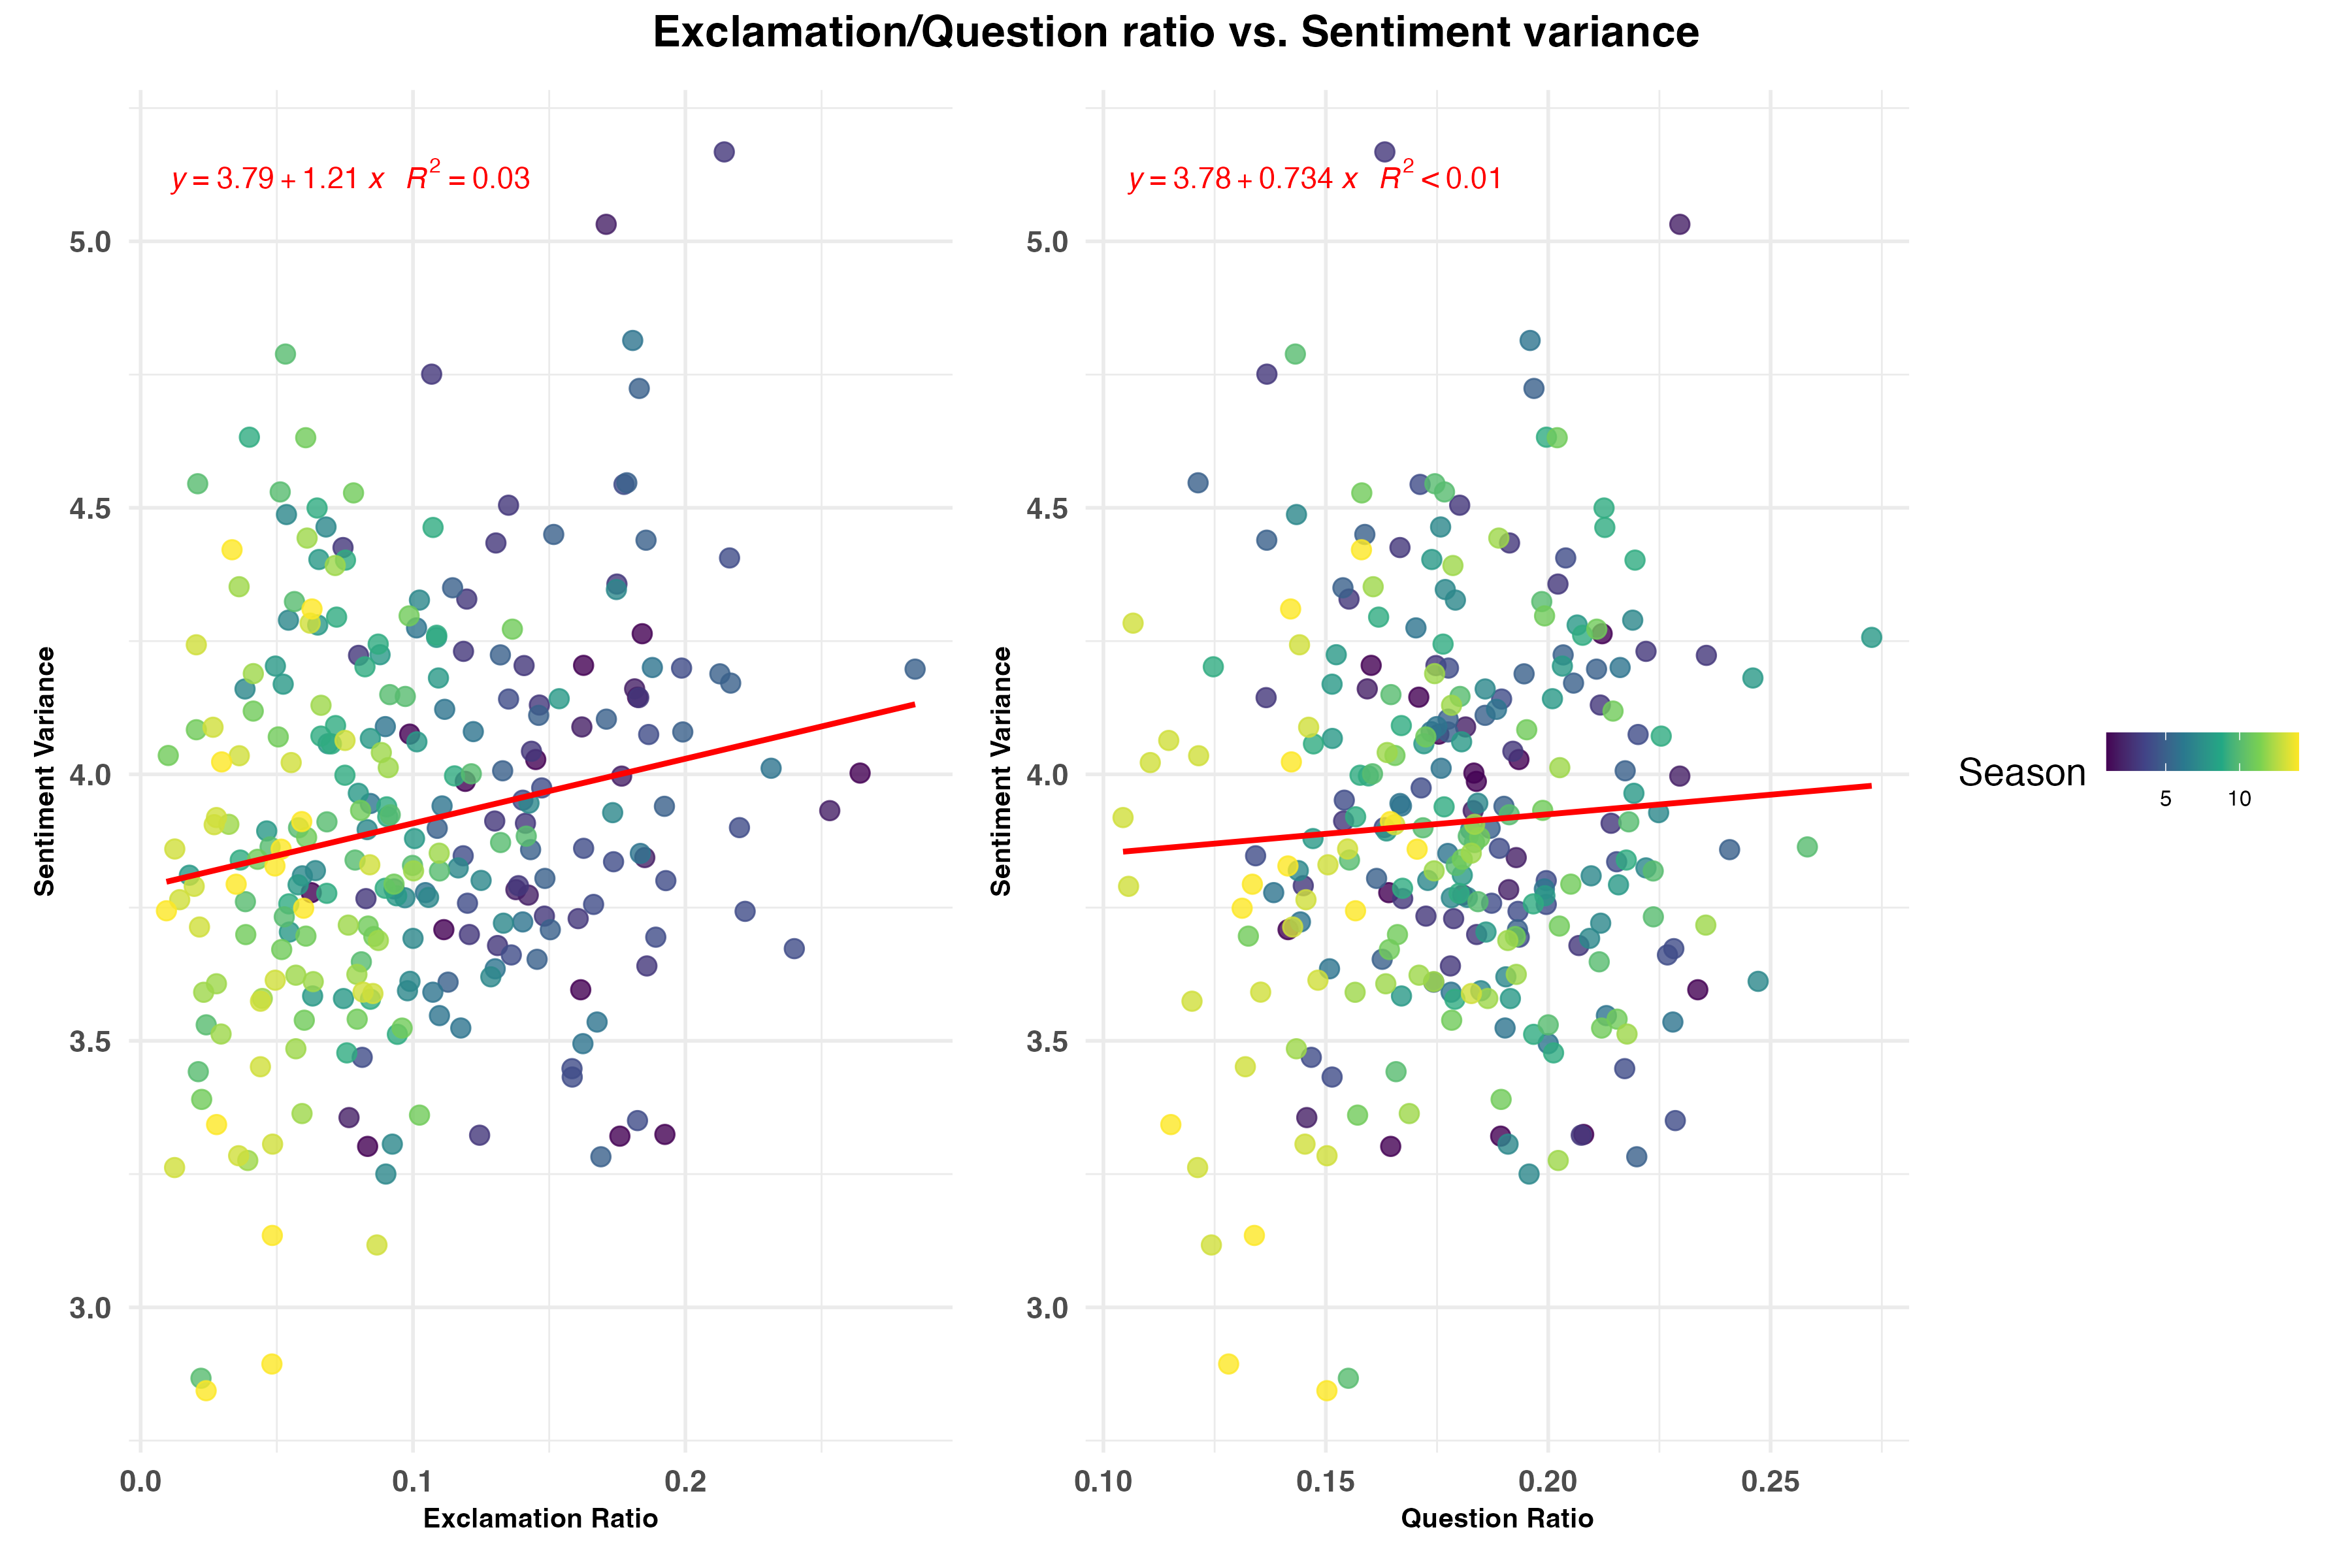 Exclamation/Question ratio vs. Sentiment variance
y = 3.79 + 1.21 x R² = 0.03
5.0
4.5
4.0
3.5
3.0
Sentiment Variance
0.0 0.1 0.2
Exclamation Ratio
y = 3.78 + 0.734 x R² < 0.01
5.0
4.5
4.0
3.5
3.0
Sentiment Variance
0.10 0.15 0.20 0.25
Question Ratio
Season
5 10